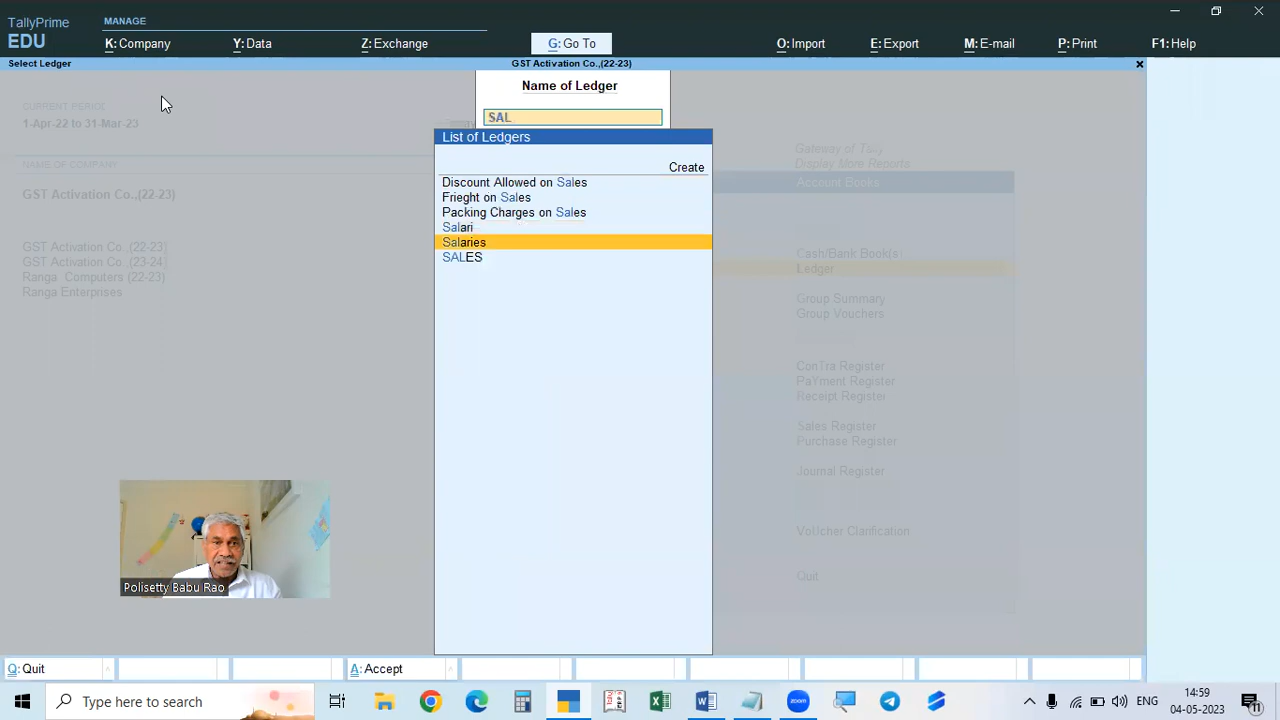 TallyPrime
EDU
MANAGE
K: Company
Y: Data
Z: Exchange
G: Go To
O: Import
E: Export
M: E-mail
P: Print
F1: Help
Select Ledger
GST Activation Co.,(22-23)
CURRENT PERIOD
1-Apr-22 to 31-Mar-23
NAME OF COMPANY
GST Activation Co.,(22-23)
GST Activation Co.,(22-23)
GST Activation Co.,(23-24)
Ranga Computers (22-23)
Ranga Enterprises
Name of Ledger
SAL
List of Ledgers
Create
Discount Allowed on Sales
Frieght on Sales
Packing Charges on Sales
Salari
Salaries
SALES
Gateway of
Display More Reports
Account Books
Cash/Bank Book(s)
Ledger
Group Summary
Group Vouchers
ConTra Register
PaYment Register
Receipt Register
Sales Register
Purchase Register
Journal Register
VoUcher Clarification
Quit
Polisetty Babu Rao
Q: Quit
A: Accept
Type here to search
zoom
ENG
14:59
04-05-2023